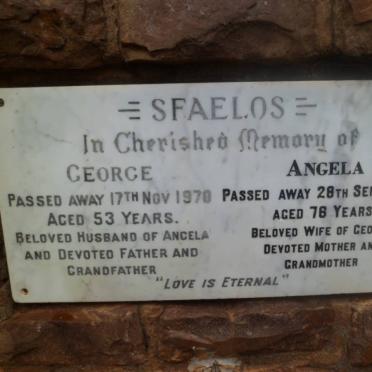 SFAELOS
In Cherished Memory of
GEORGE
PASSED AWAY 17TH NOV 1970
AGED 53 YEARS.
BELOVED HUSBAND OF ANGELA
AND DEVOTED FATHER AND
GRANDFATHER
ANGELA
PASSED AWAY 28TH SE
AGED 78 YEARS
BELOVED WIFE OF GEO
DEVOTED MOTHER AN
GRANDMOTHER
"LOVE IS ETERNAL"